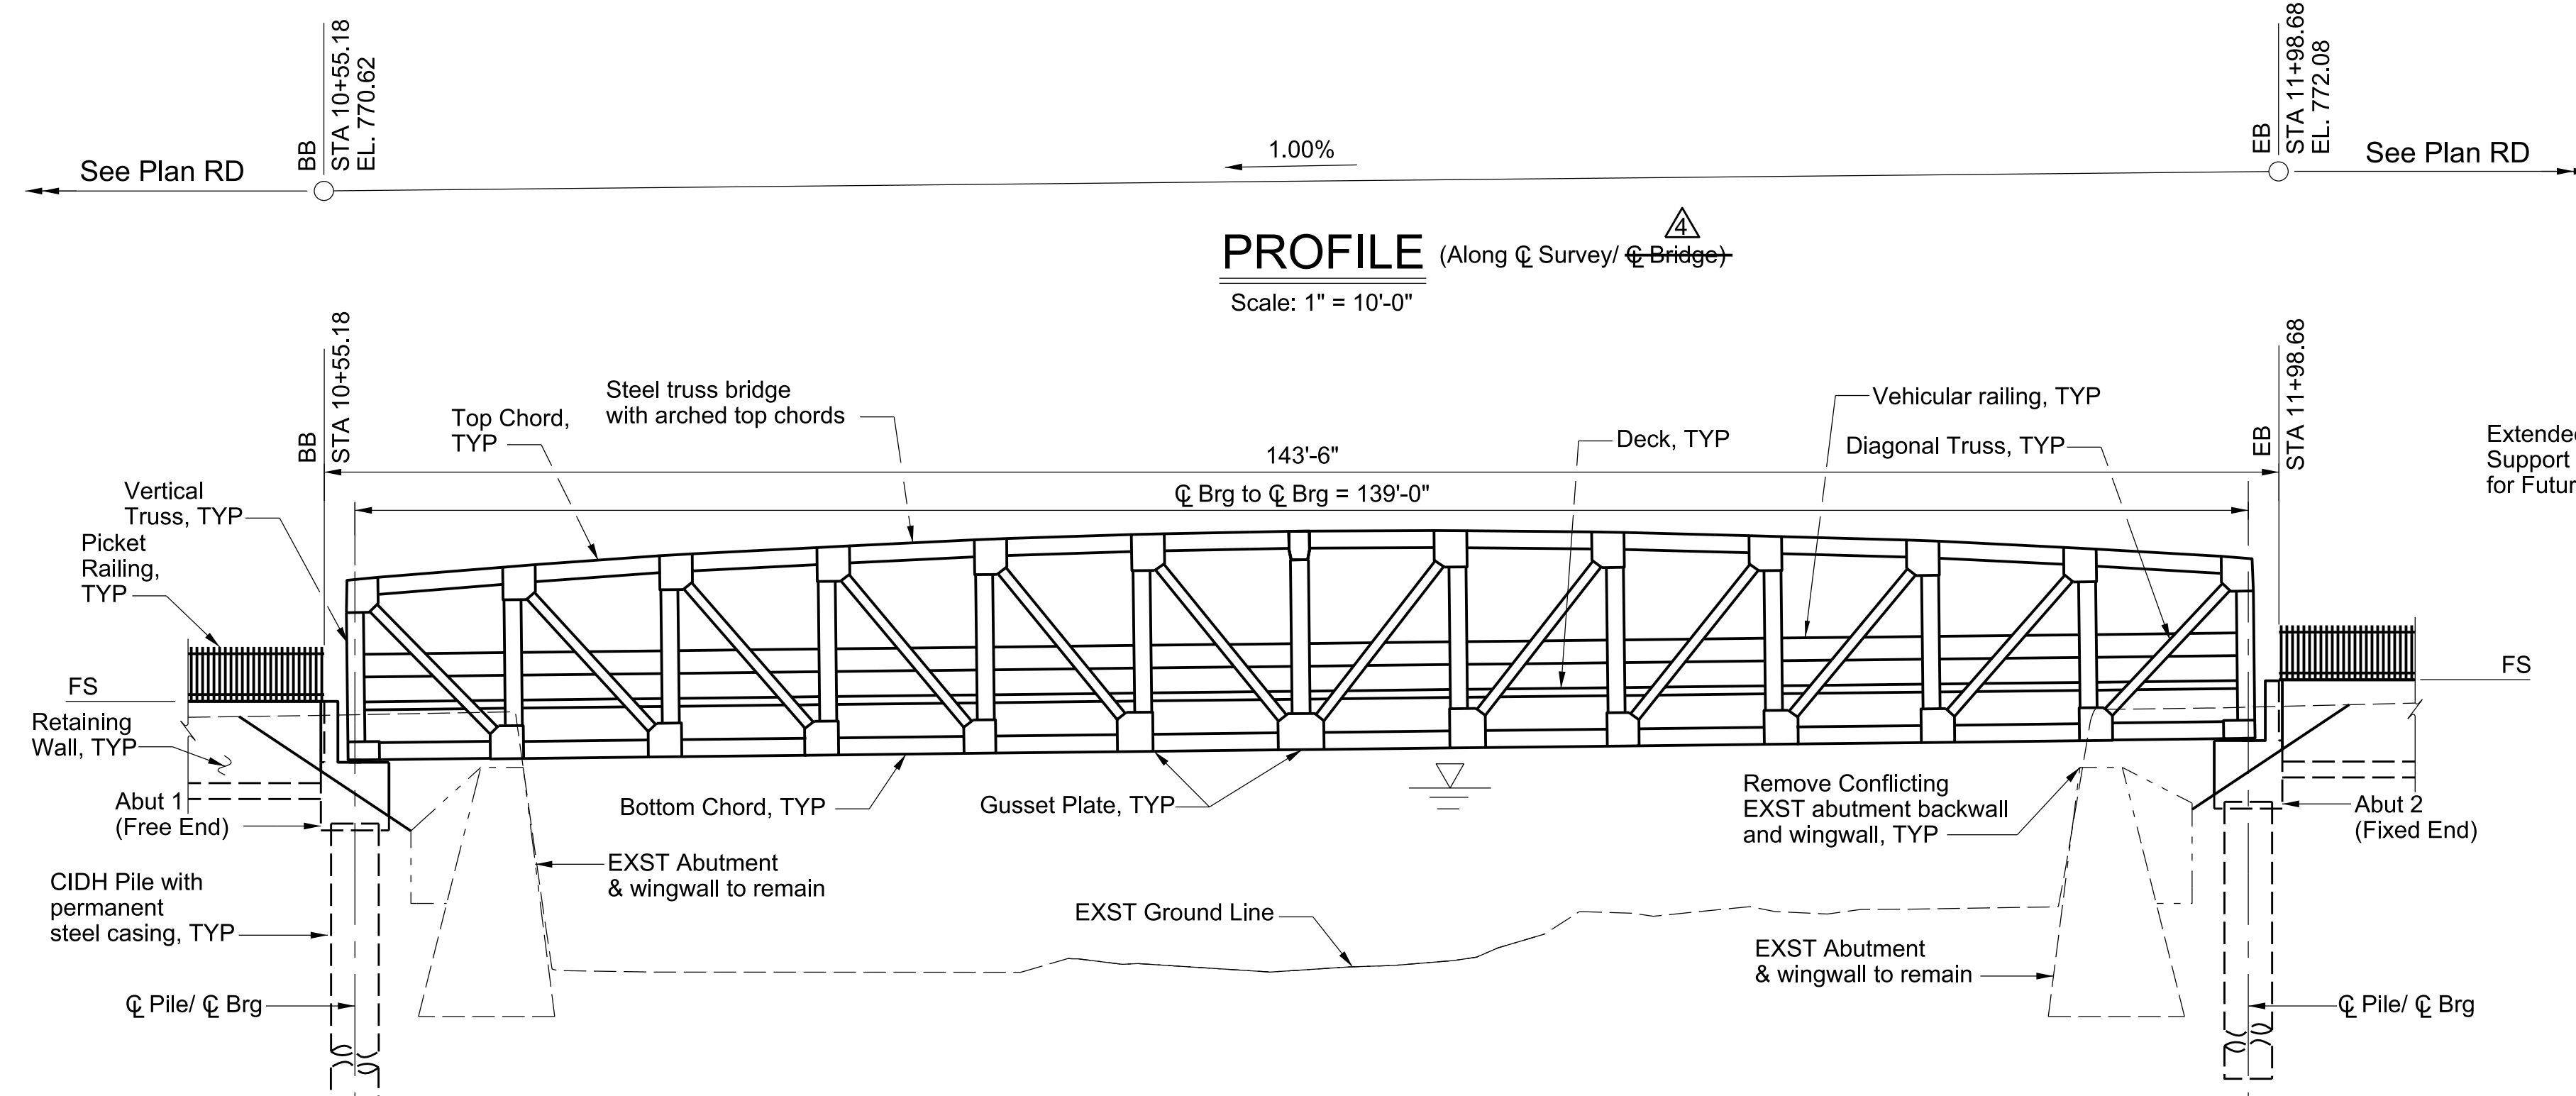 BB
STA 10+55.18
EL. 770.62
EB
STA 11+98.68
EL. 772.08
See Plan RD
1.00%
See Plan RD
4
PROFILE (Along ℄ Survey/ ℄ Bridge)
Scale: 1" = 10'-0"
BB
STA 10+55.18
EB
STA 11+98.68
Steel truss bridge
with arched top chords
Top Chord,
TYP
Vehicular railing, TYP
Deck, TYP
Diagonal Truss, TYP
143'-6"
℄ Brg to ℄ Brg = 139'-0"
Vertical
Truss, TYP
Picket
Railing,
TYP
Extende
Support
for Futur
FS
FS
Retaining
Wall, TYP
Abut 1
(Free End)
Bottom Chord, TYP
Gusset Plate, TYP
Remove Conflicting
EXST abutment backwall
and wingwall, TYP
Abut 2
(Fixed End)
EXST Abutment
& wingwall to remain
CIDH Pile with
permanent
steel casing, TYP
EXST Ground Line
EXST Abutment
& wingwall to remain
℄ Pile/ ℄ Brg
℄ Pile/ ℄ Brg